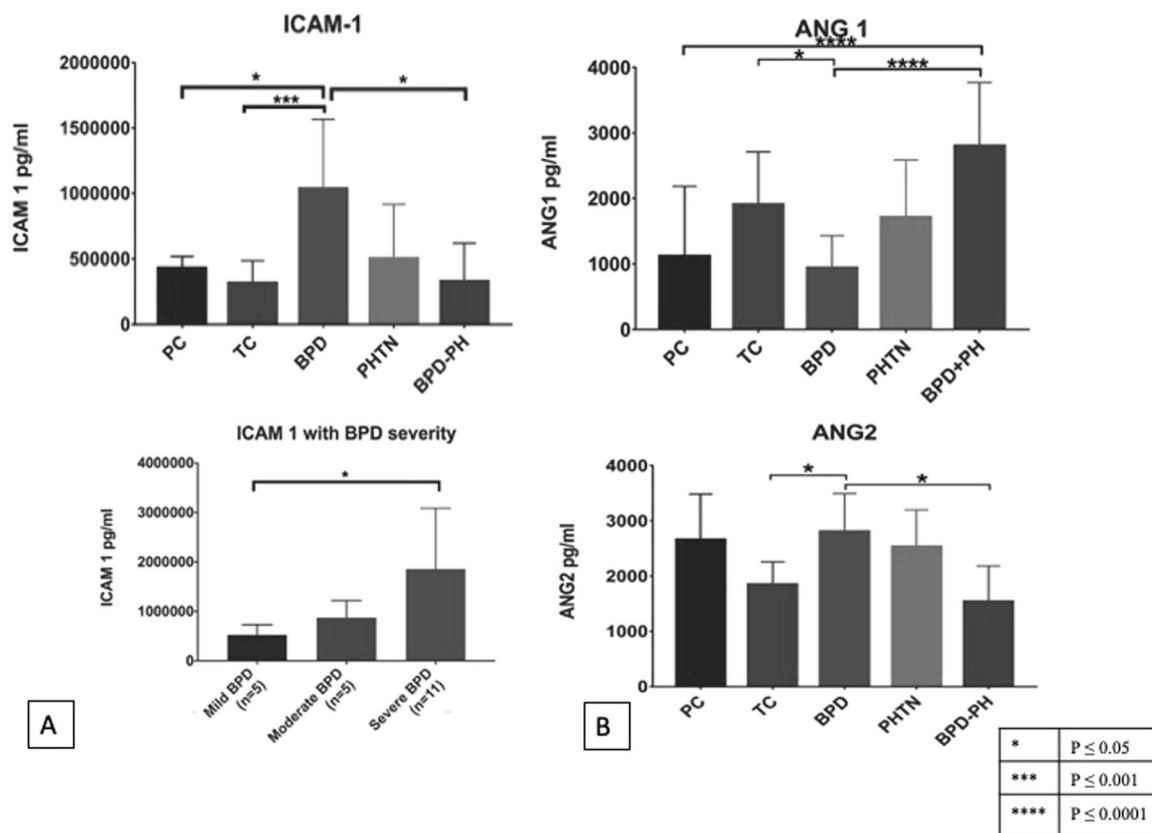 ICAM-1
ICAM 1 pg/ml
2000000
1500000
1000000
500000
0
*
***
*
PC
TC
BPD
PHTN
BPD-PH
ANG 1
ANG1 pg/ml
4000
3000
2000
1000
0
****
*
****
PC
TC
BPD
PHTN
BPD+PH
ICAM 1 with BPD severity
ICAM 1 pg/ml
4000000
3000000
2000000
1000000
0
*
Mild BPD
(n=5)
Moderate BPD
(n=5)
Severe BPD
(n=11)
A
ANG2
ANG2 pg/ml
4000
3000
2000
1000
0
*
*
PC
TC
BPD
PHTN
BPD-PH
B
* P ≤ 0.05
*** P ≤ 0.001
**** P ≤ 0.0001